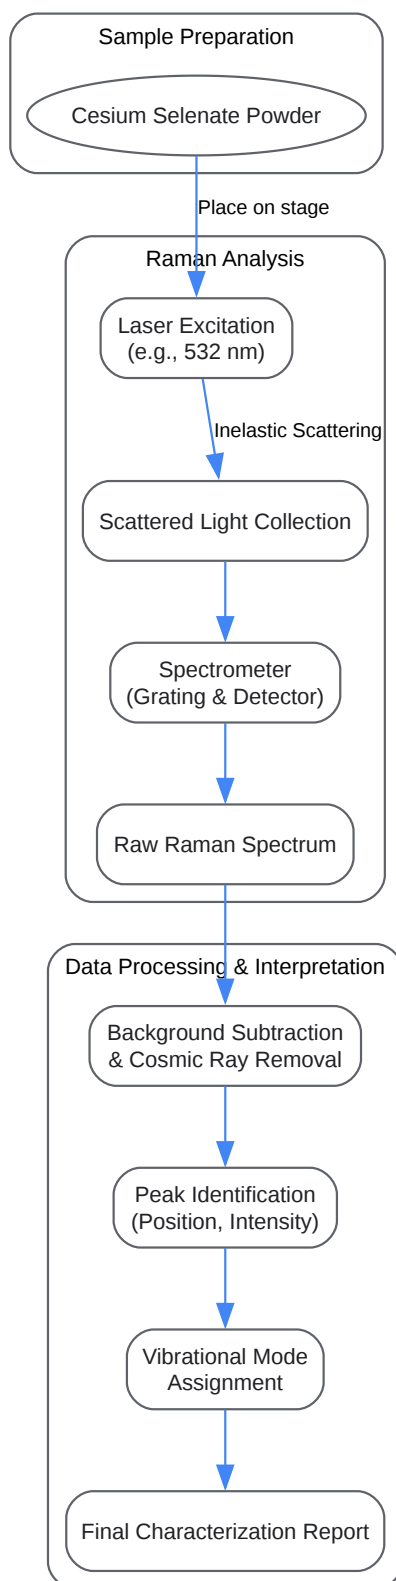 Sample Preparation
Cesium Selenate Powder
Place on stage
Raman Analysis
Laser Excitation
(e.g., 532 nm)
Inelastic Scattering
Scattered Light Collection
Spectrometer
(Grating & Detector)
Raw Raman Spectrum
Data Processing & Interpretation
Background Subtraction
& Cosmic Ray Removal
Peak Identification
(Position, Intensity)
Vibrational Mode
Assignment
Final Characterization Report